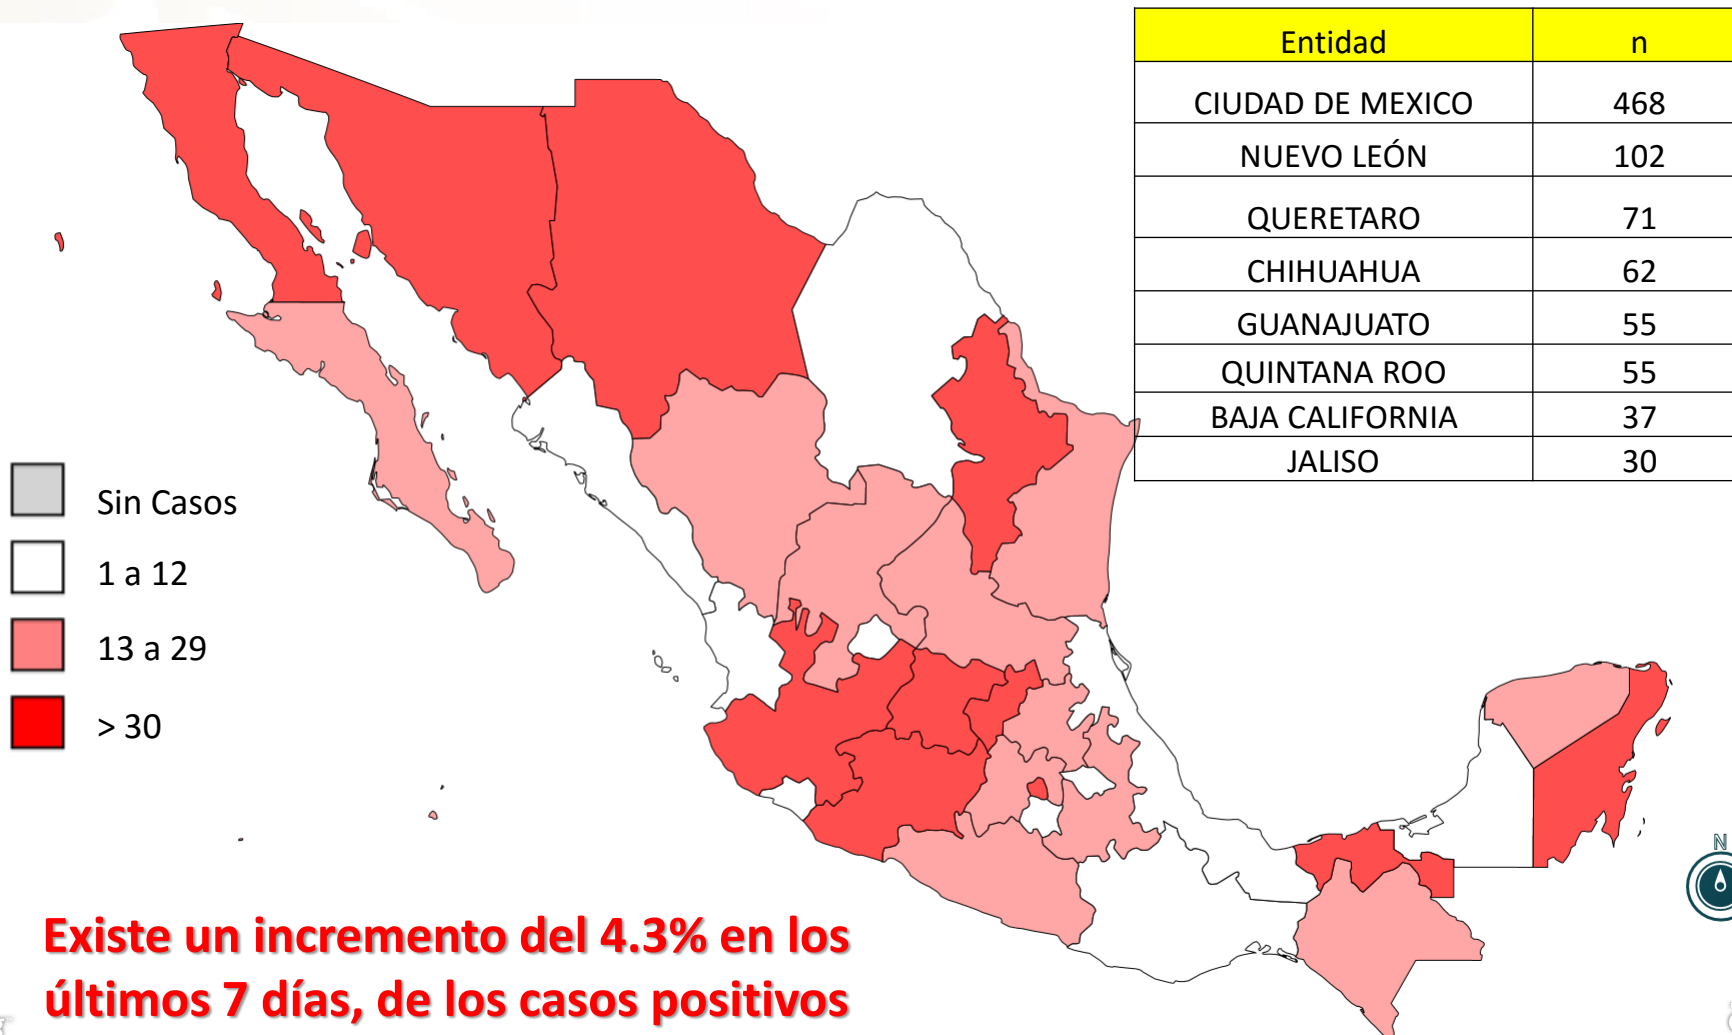 Entidad n
CIUDAD DE MEXICO 468
NUEVO LEÓN 102
QUERETARO 71
CHIHUAHUA 62
GUANAJUATO 55
QUINTANA ROO 55
BAJA CALIFORNIA 37
JALISO 30
Sin Casos
1 a 12
13 a 29
> 30
N
Existe un incremento del 4.3% en los
últimos 7 días, de los casos positivos